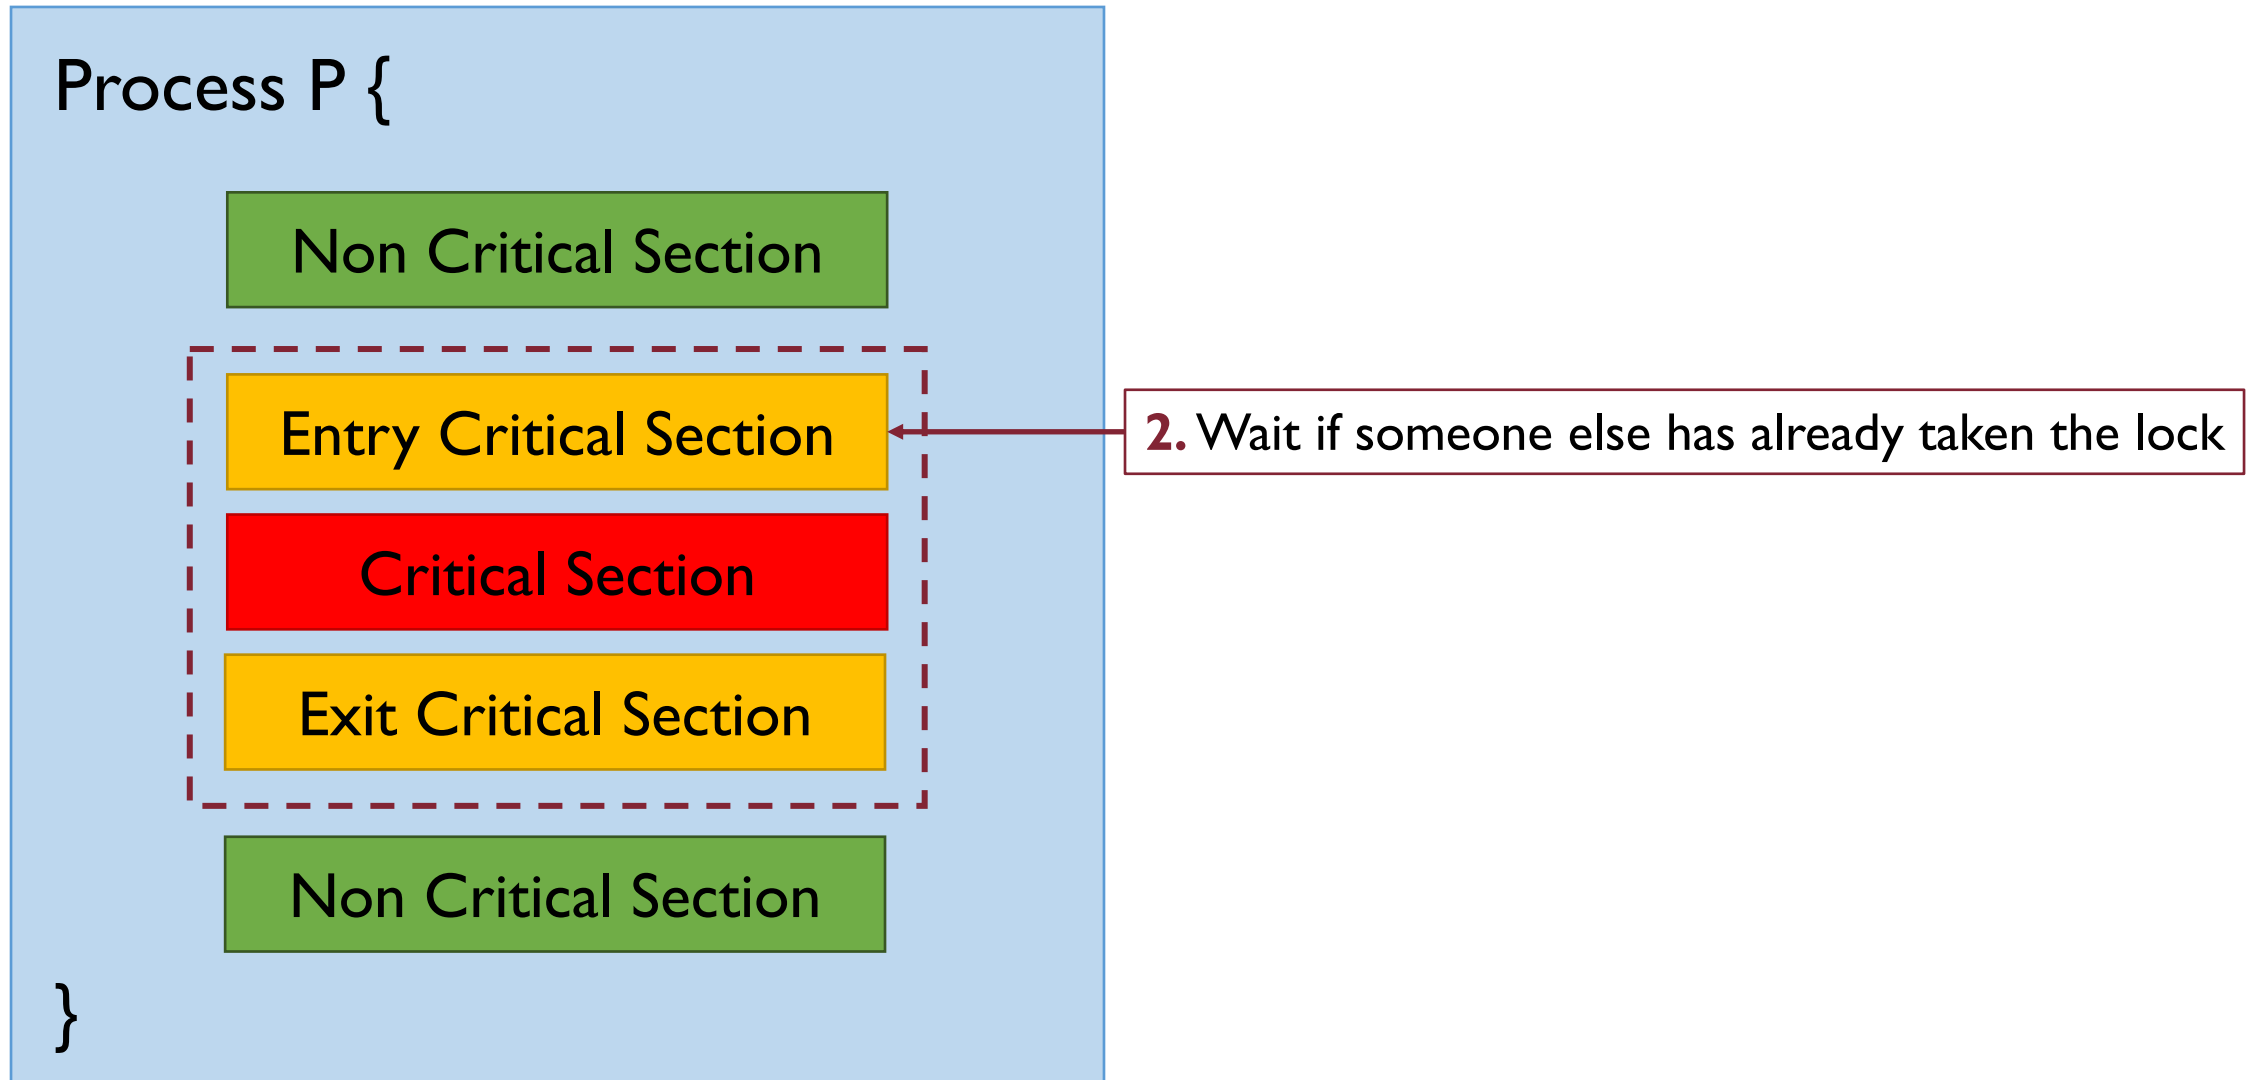 Process P {
Non Critical Section
Entry Critical Section
2. Wait if someone else has already taken the lock
Critical Section
Exit Critical Section
Non Critical Section
}